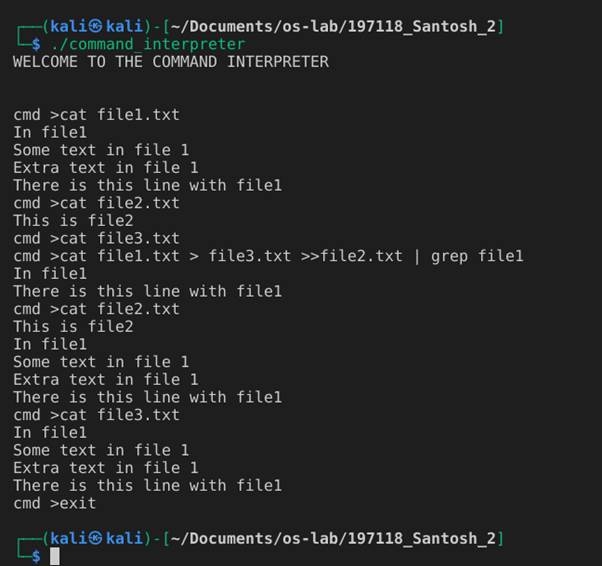 ┌──(kali㉿kali)-[~/Documents/os-lab/197118_Santosh_2]
└─$ ./command_interpreter
WELCOME TO THE COMMAND INTERPRETER
cmd >cat file1.txt
In file1
Some text in file 1
Extra text in file 1
There is this line with file1
cmd >cat file2.txt
This is file2
cmd >cat file3.txt
cmd >cat file1.txt > file3.txt >>file2.txt | grep file1
In file1
There is this line with file1
cmd >cat file2.txt
This is file2
In file1
Some text in file 1
Extra text in file 1
There is this line with file1
cmd >cat file3.txt
In file1
Some text in file 1
Extra text in file 1
There is this line with file1
cmd >exit
┌──(kali㉿kali)-[~/Documents/os-lab/197118_Santosh_2]
└─$